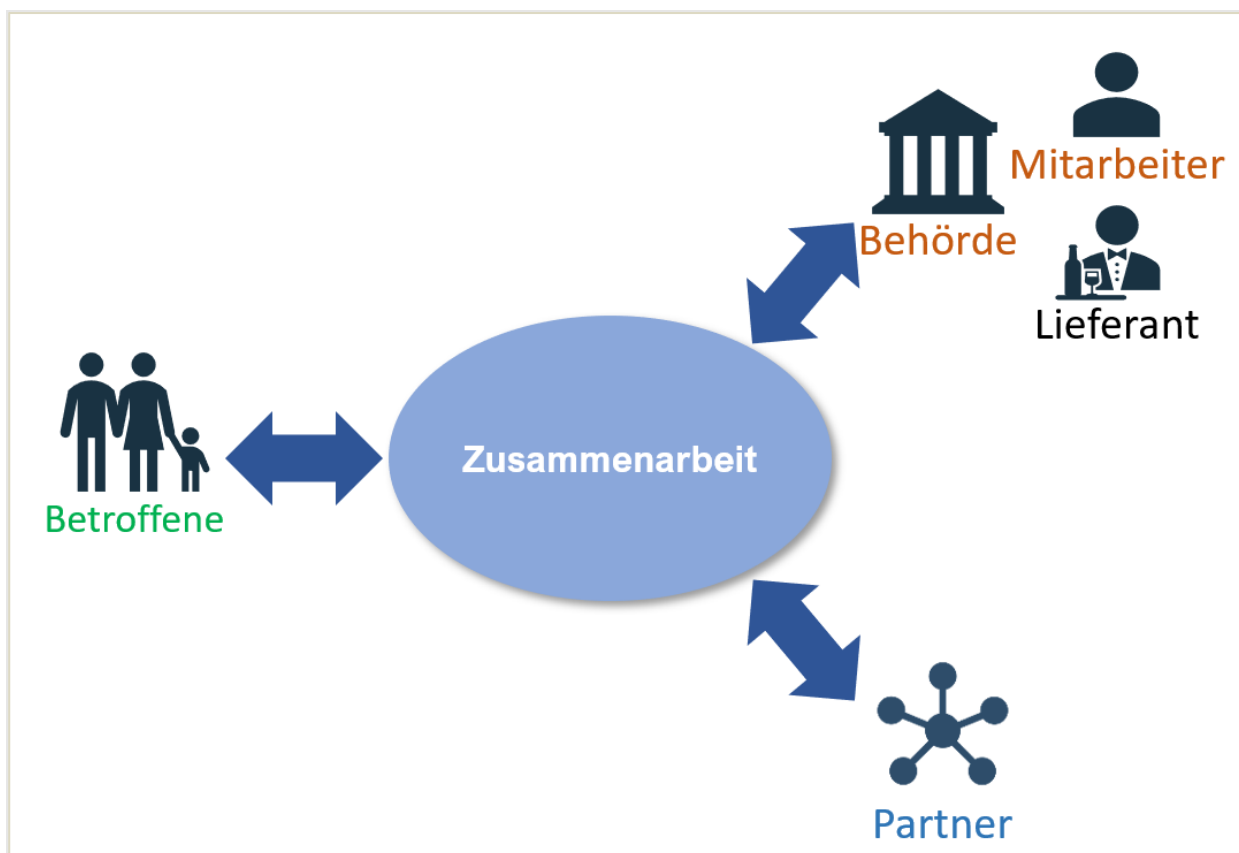 Mitarbeiter
Behörde
Lieferant
Zusammenarbeit
Betroffene
Partner